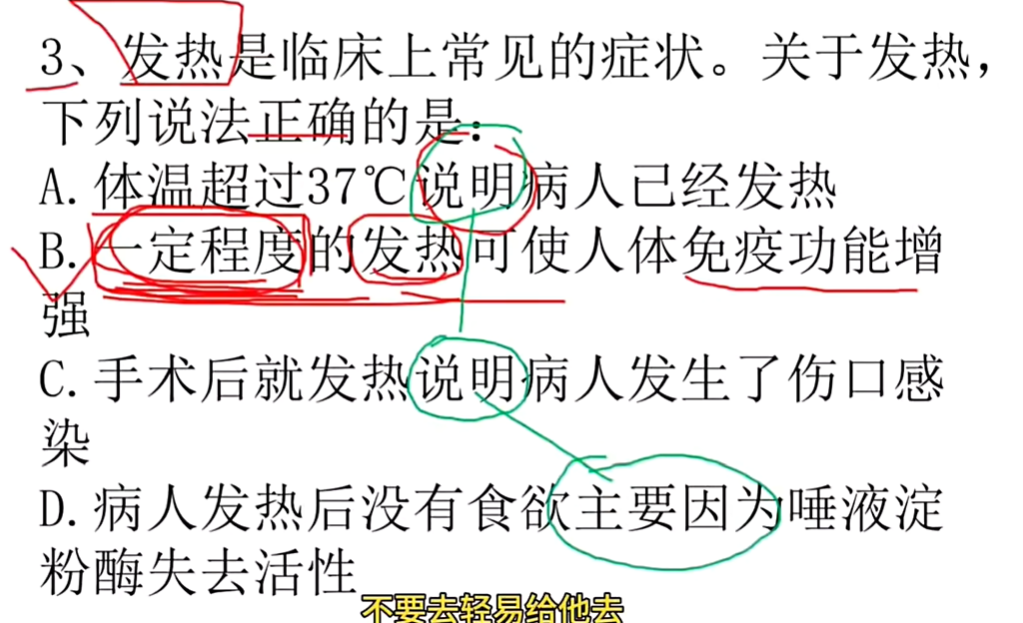 3、发热是临床上常见的症状。关于发热，
下列说法正确的是：
A.体温超过37℃说明病人已经发热
B.一定程度的发热可使人体免疫功能增
强
C.手术后就发热说明病人发生了伤口感
染
D.病人发热后没有食欲主要因为唾液淀
粉酶失去活性
不要去轻易给他去